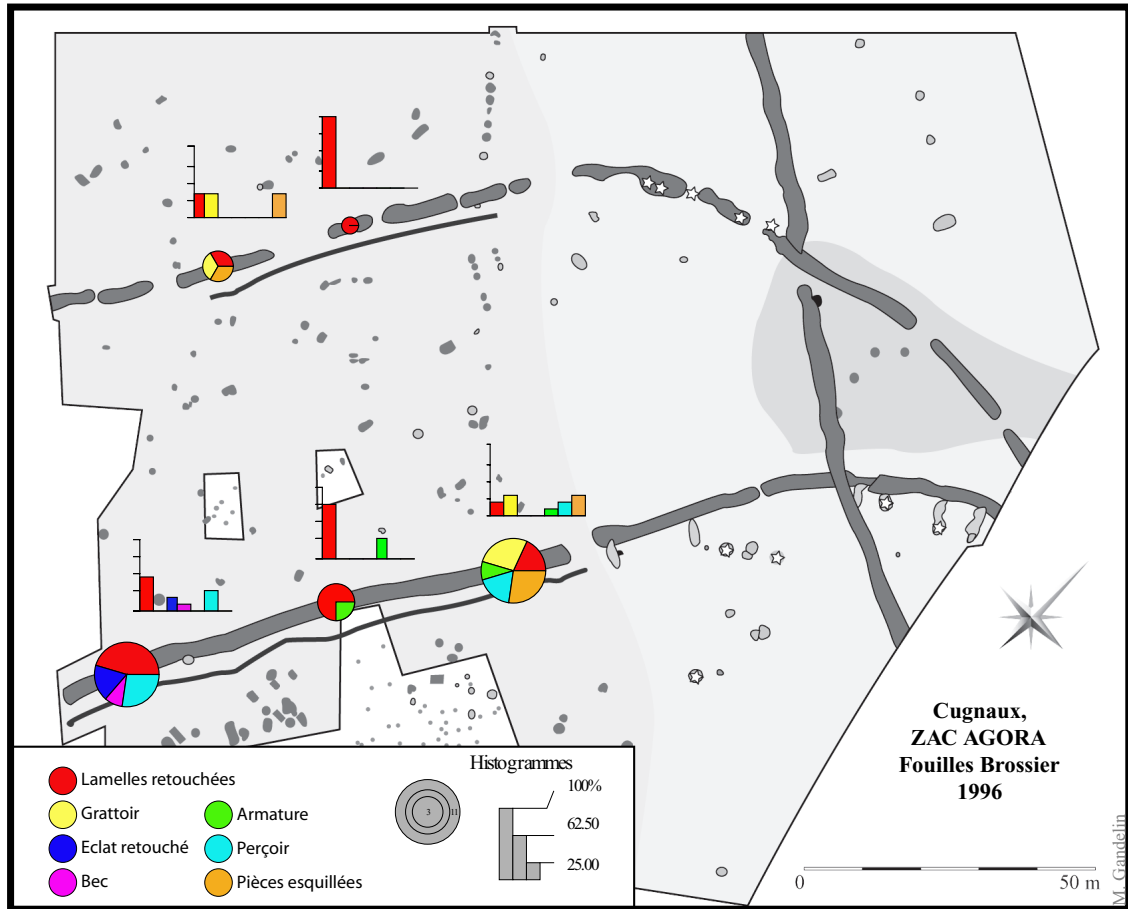 Cugnaux,
ZAC AGORA
Fouilles Brossier
1996
M. Gandelin
0
50 m
Lamelles retouchées
Grattoir
Eclat retouché
Bec
Armature
Perçoir
Pièces esquillées
3
11
Histogrammes
100%
62.50
25.00